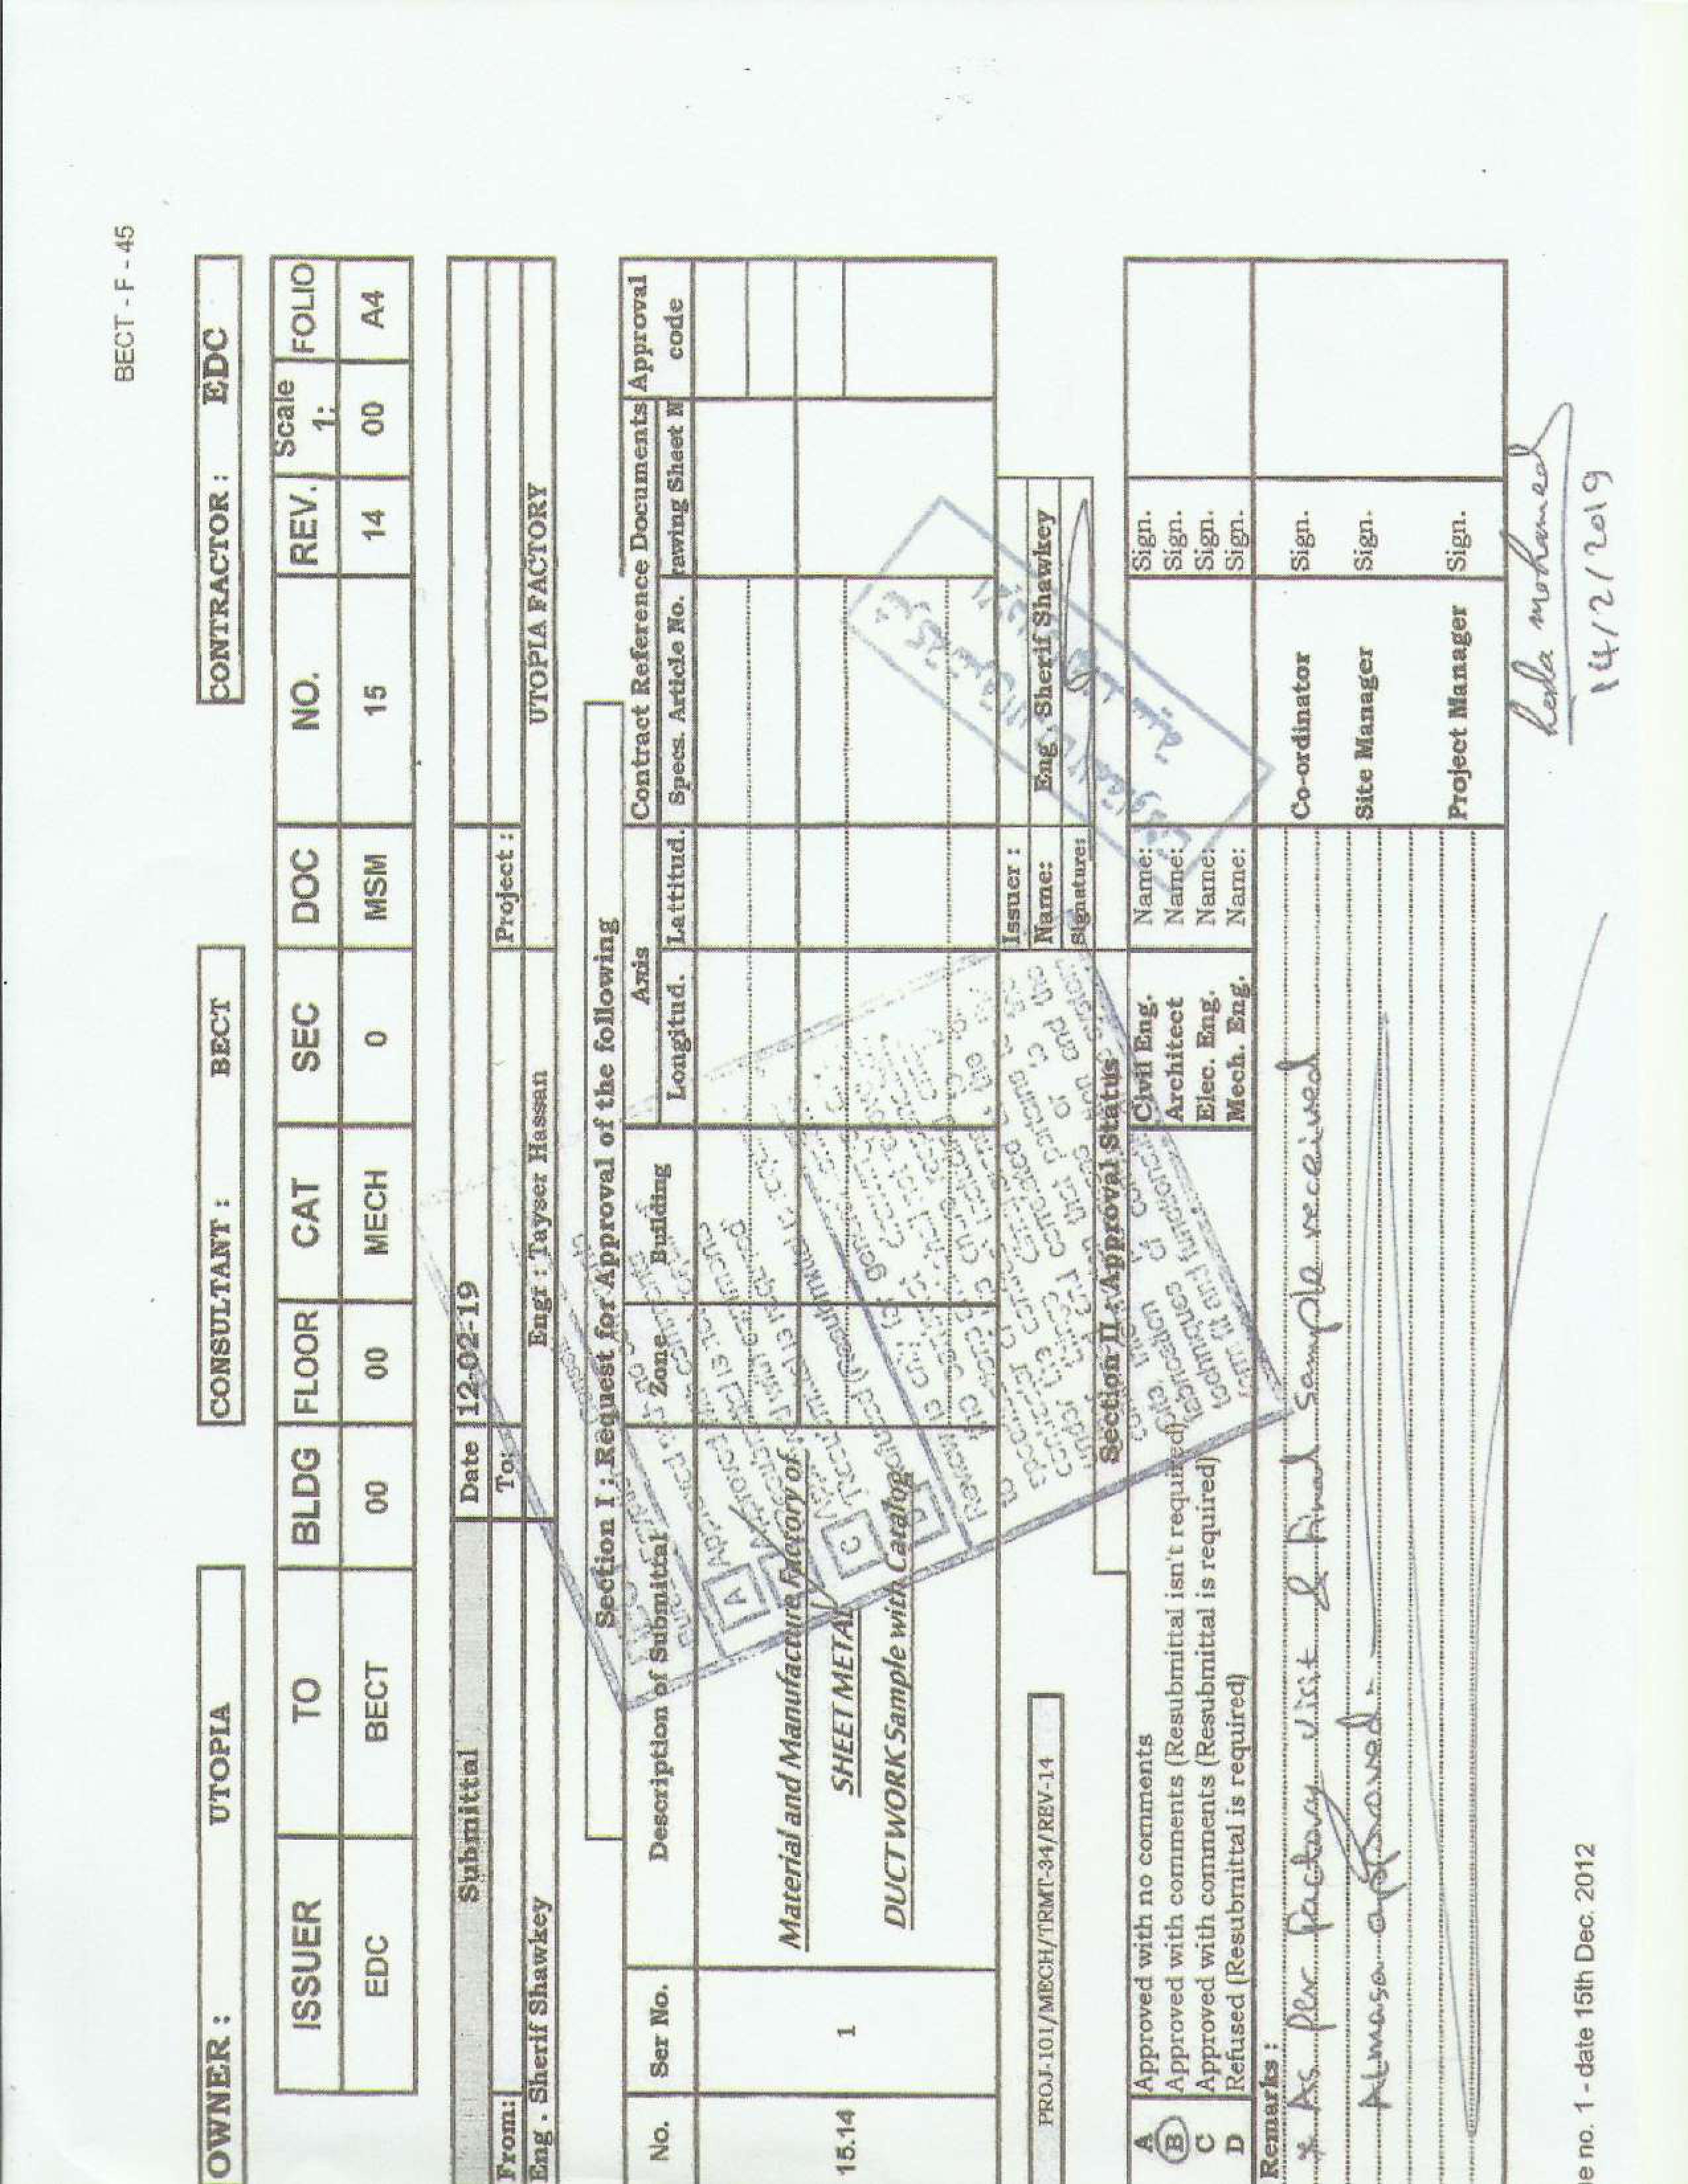 BECT - F - 45
OWNER : UTOPIA
CONSULTANT : BECT
CONTRACTOR : EDC
ISSUER TO BLDG FLOOR CAT SEC DOC NO. REV. Scale 1: FOLIO
EDC BECT 00 00 MECH 0 MSM 15 14 00 A4
Submittal Date 12-02-19
From: To: Project :
Eng . Sherif Shawkey Engr : Tayser Hassan UTOPIA FACTORY
Section I : Request for Approval of the following
No. Ser No. Description of Submittal Zone Building Axis Contract Reference Documents Approval code
Longitud. Lattitud. Specs. Article No. rawing Sheet N
Material and Manufacture Factory of
15.14 1 SHEET METAL
DUCTWORK Sample with Catalog
PROJ-101/MECH/TRMT-34/REV-14
Issuer :
Name: Eng . Sherif Shawkey
Signature:
Section II : Approval Status
A Approved with no comments Civil Eng. Name: Sign.
B Approved with comments (Resubmittal isn't required) Architect Name: Sign.
C Approved with comments (Resubmittal is required) Elec. Eng. Name: Sign.
D Refused (Resubmittal is required) Mech. Eng. Name: Sign.
Remarks :
* As per factory visit & final sample received
Almasa approved.
Co-ordinator Sign.
Site Manager Sign.
Project Manager Sign.
mohamed
14/2/2019
e no. 1 - date 15th Dec. 2012